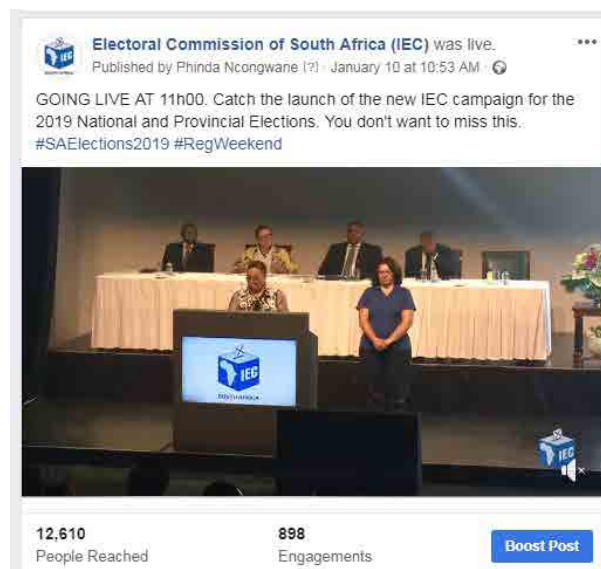 Electoral Commission of South Africa (IEC) was live.
Published by Phinda Ncongwane [?] · January 10 at 10:53 AM ·
GOING LIVE AT 11h00. Catch the launch of the new IEC campaign for the
2019 National and Provincial Elections. You don't want to miss this.
#SAElections2019 #RegWeekend
IEC
SOUTH AFRICA
IEC
12,610
People Reached
898
Engagements
Boost Post